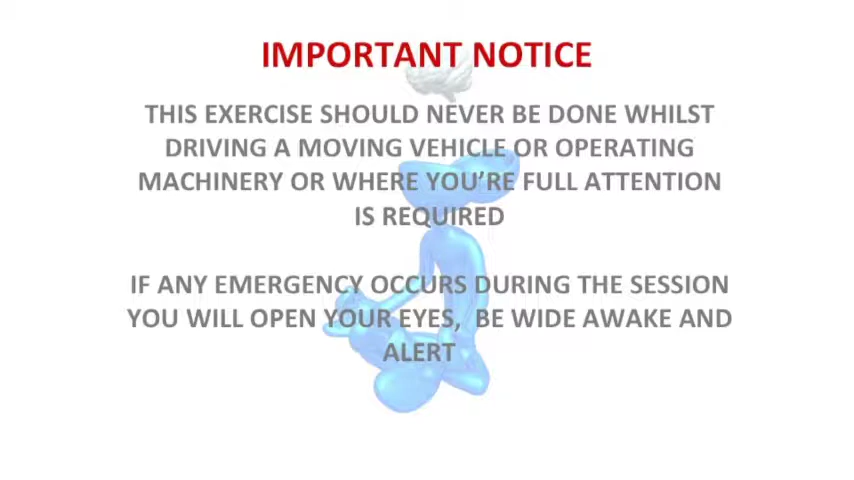 IMPORTANT NOTICE
THIS EXERCISE SHOULD NEVER BE DONE WHILST
DRIVING A MOVING VEHICLE OR OPERATING
MACHINERY OR WHERE YOU’RE FULL ATTENTION
IS REQUIRED
IF ANY EMERGENCY OCCURS DURING THE SESSION
YOU WILL OPEN YOUR EYES,  BE WIDE AWAKE AND
ALERT